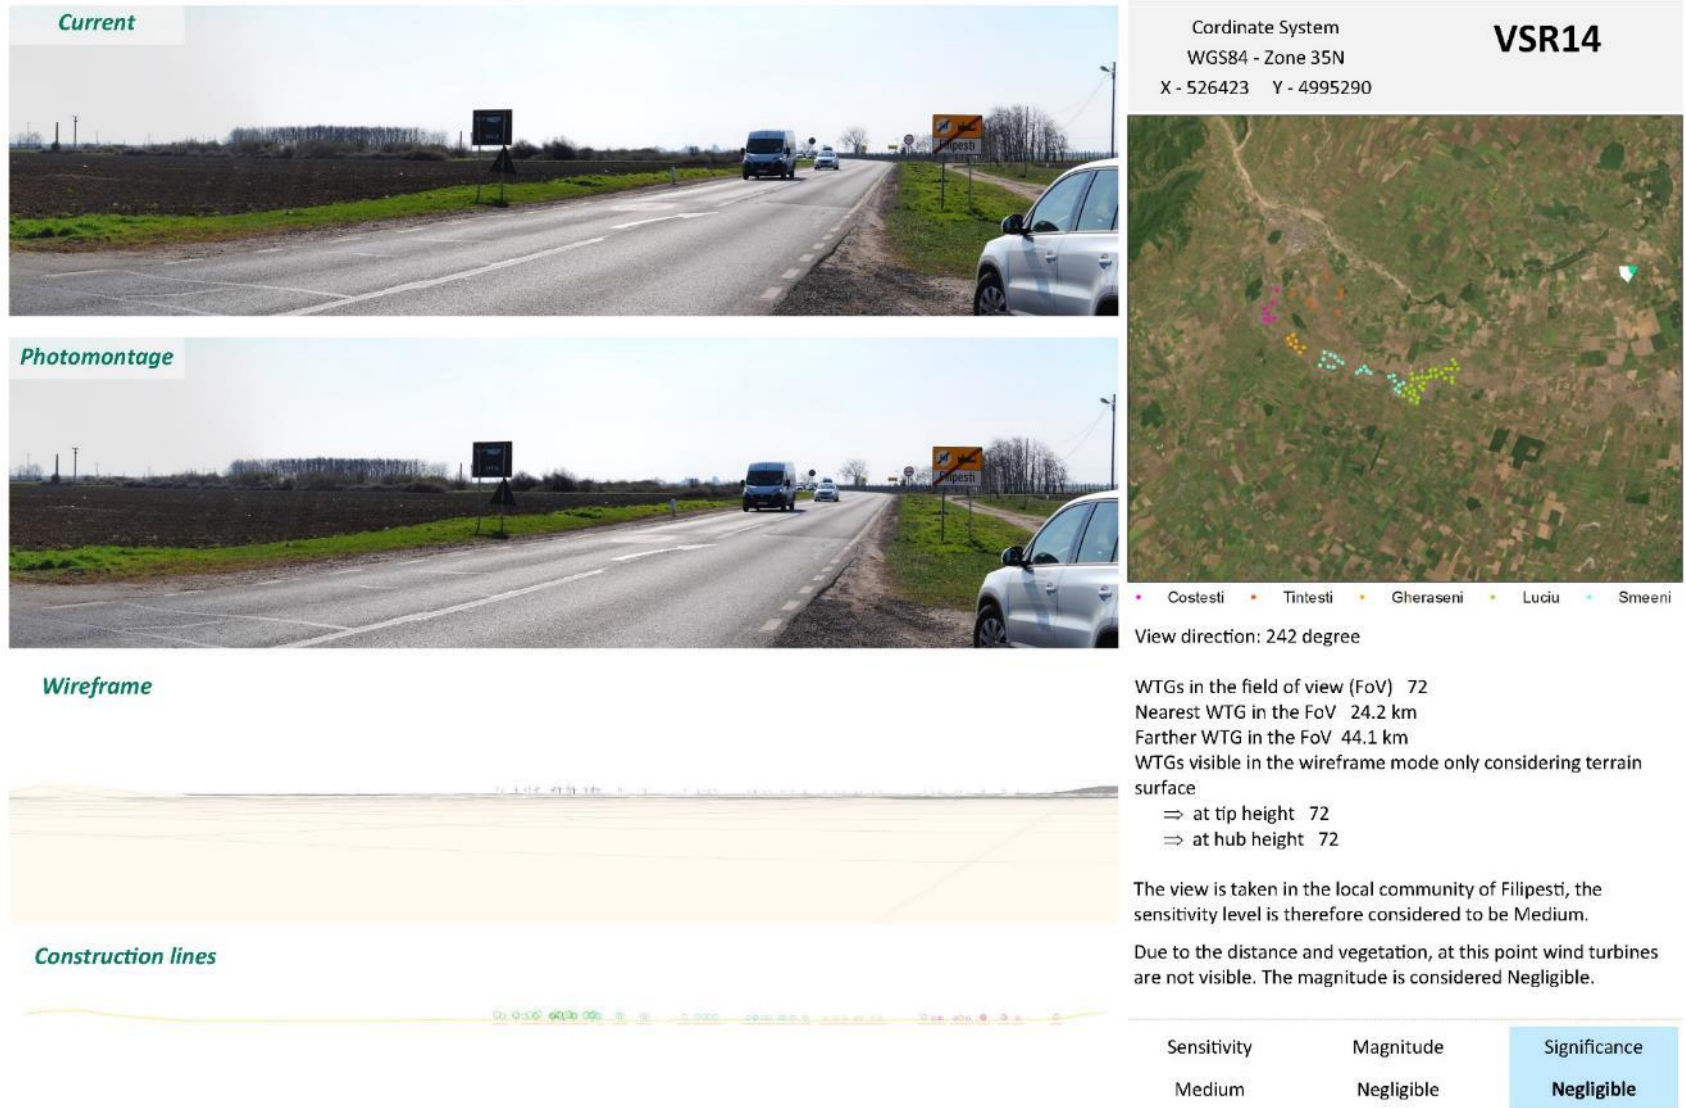 Current
Filipesti
Photomontage
Filipesti
Wireframe
Construction lines
Cordinate System
WGS84 - Zone 35N
X - 526423 Y - 4995290
VSR14
Costesti Tintesti Gheraseni Luciu Smeeni
View direction: 242 degree
WTGs in the field of view (FoV) 72
Nearest WTG in the FoV 24.2 km
Farther WTG in the FoV 44.1 km
WTGs visible in the wireframe mode only considering terrain
surface
⇒ at tip height 72
⇒ at hub height 72
The view is taken in the local community of Filipesti, the
sensitivity level is therefore considered to be Medium.
Due to the distance and vegetation, at this point wind turbines
are not visible. The magnitude is considered Negligible.
Sensitivity Magnitude Significance
Medium Negligible Negligible